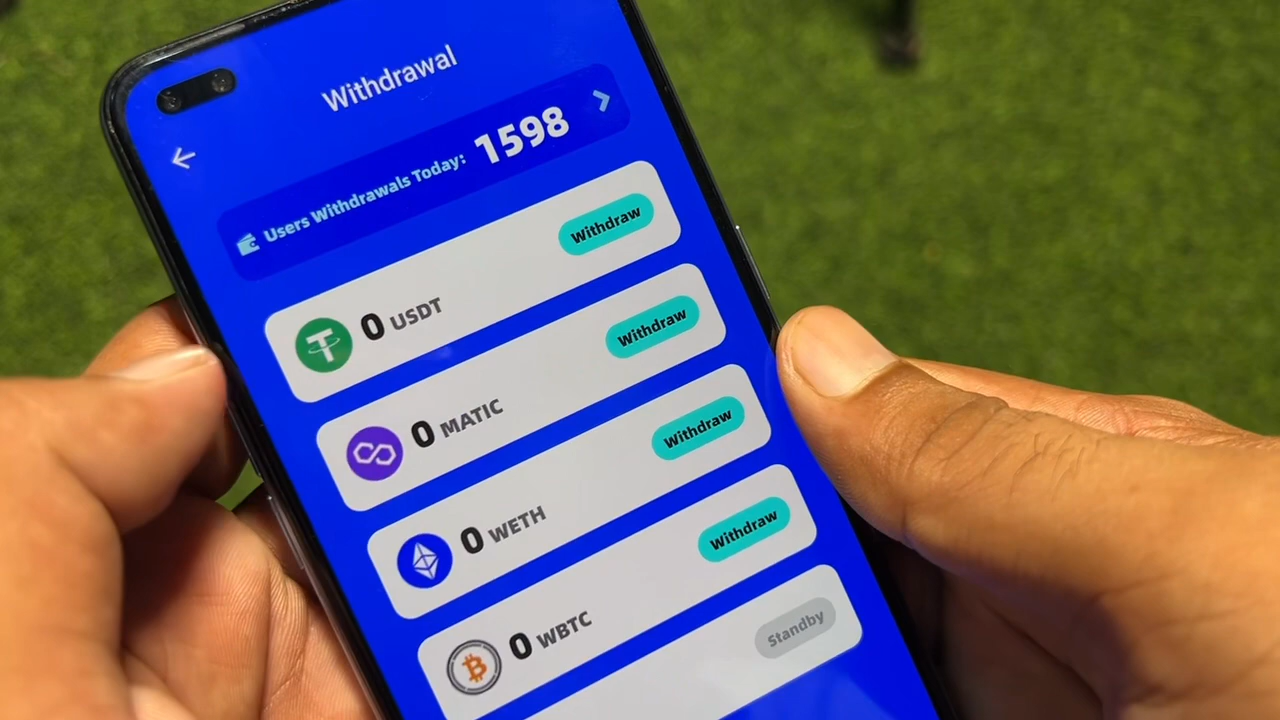 Withdrawal
Users Withdrawals Today: 1598
Withdraw
0 USDT
Withdraw
0 MATIC
Withdraw
0 WETH
Withdraw
0 WBTC
Standby